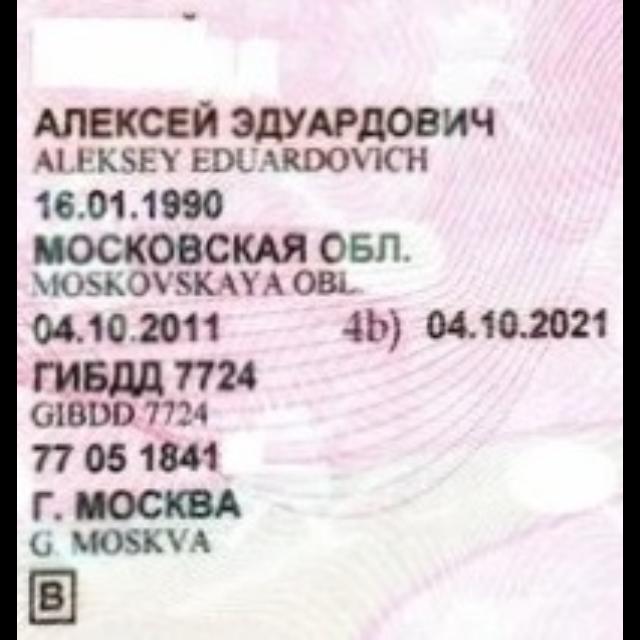 АЛЕКСЕЙ ЭДУАРДОВИЧ
ALEKSEY EDUARDOVICH
16.01.1990
МОСКОВСКАЯ ОБЛ.
MOSKOVSKAYA OBL.
04.10.2011 4b) 04.10.2021
ГИБДД 7724
GIBDD 7724
77 05 1841
Г. МОСКВА
G. MOSKVA
B